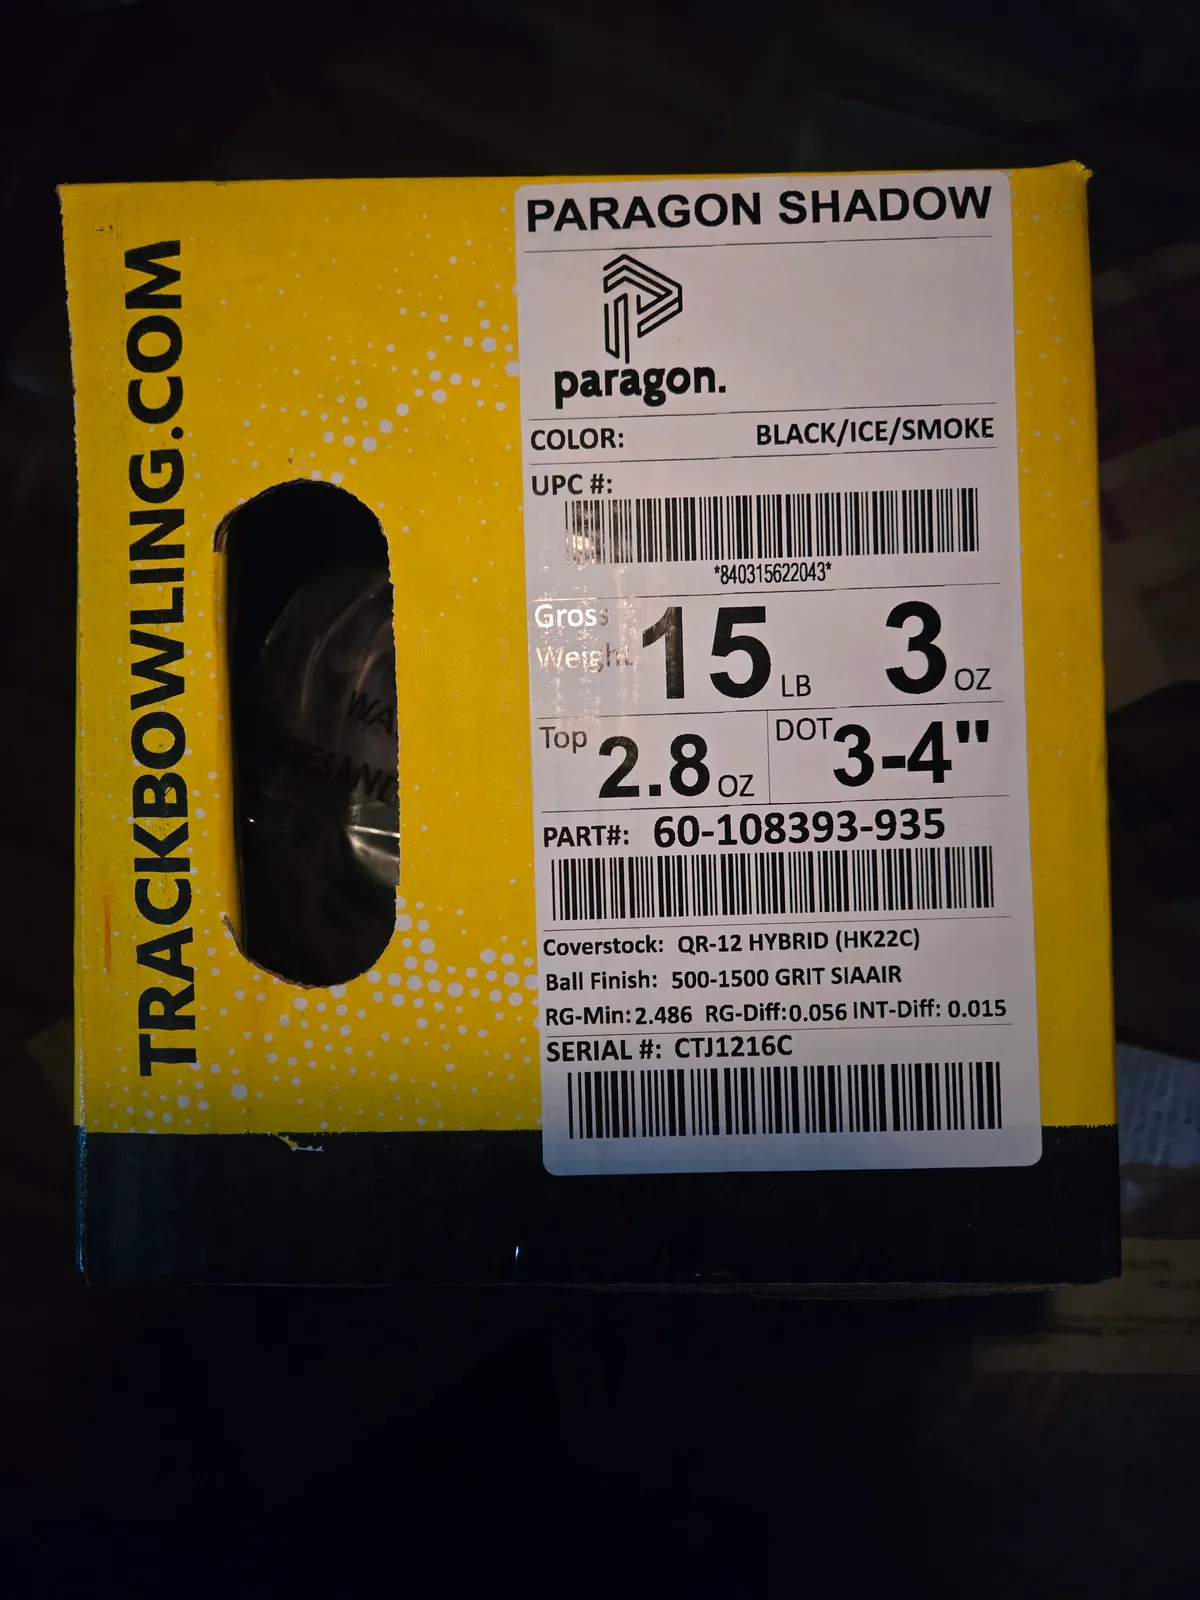 TRACKBOWLING.COM
PARAGON SHADOW
paragon.
COLOR: BLACK/ICE/SMOKE
UPC #:
*840315622043*
Gross Weight 15 LB 3 OZ
Top 2.8 OZ DOT 3-4"
PART#: 60-108393-935
Coverstock: QR-12 HYBRID (HK22C)
Ball Finish: 500-1500 GRIT SIAAIR
RG-Min: 2.486 RG-Diff: 0.056 INT-Diff: 0.015
SERIAL #: CTJ1216C